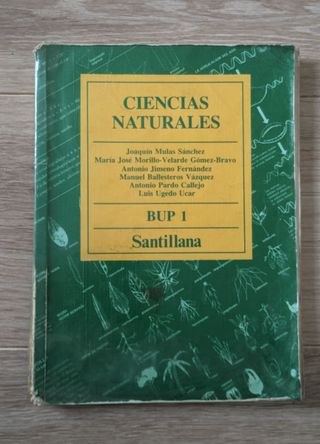 CIENCIAS
NATURALES
Joaquín Mulas Sánchez
María José Morillo-Velarde Gómez-Bravo
Antonio Jimeno Fernández
Manuel Ballesteros Vázquez
Antonio Pardo Callejo
Luis Ugedo Ucar
BUP 1
Santillana